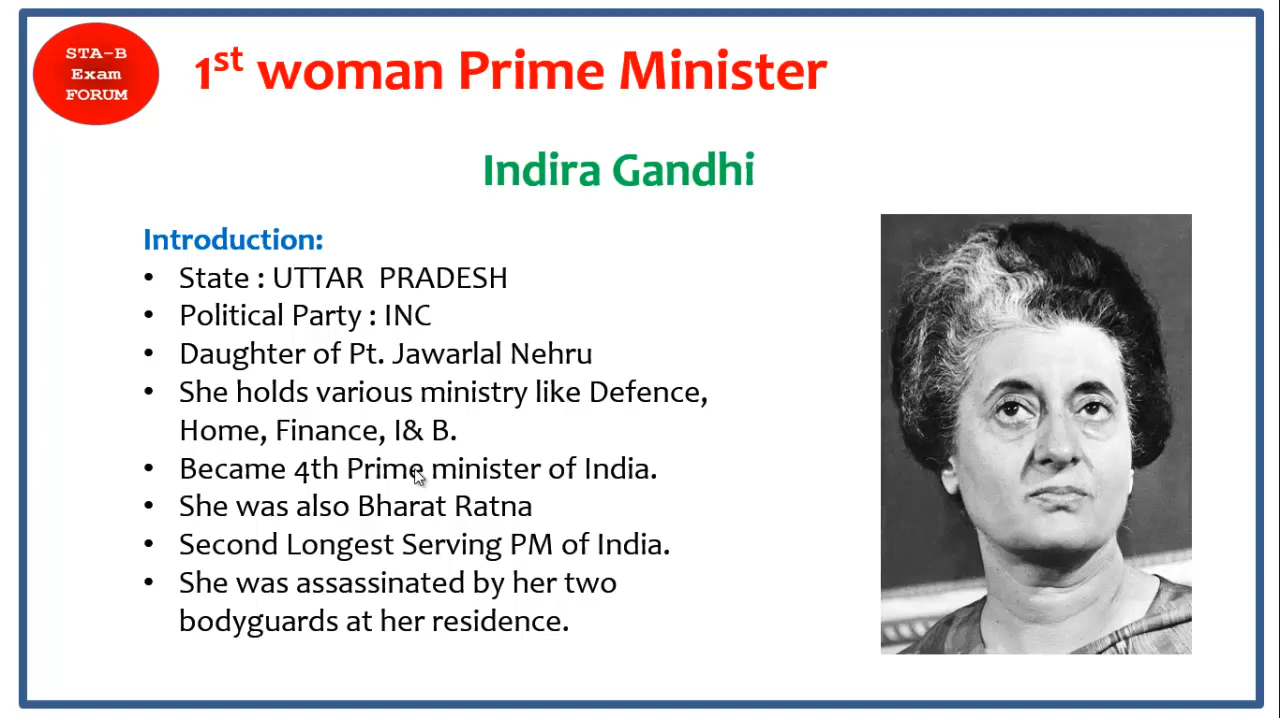 STA-B
Exam
FORUM
1st woman Prime Minister
Indira Gandhi
Introduction:
• State : UTTAR PRADESH
• Political Party : INC
• Daughter of Pt. Jawarlal Nehru
• She holds various ministry like Defence,
Home, Finance, I& B.
• Became 4th Prime minister of India.
• She was also Bharat Ratna
• Second Longest Serving PM of India.
• She was assassinated by her two
bodyguards at her residence.